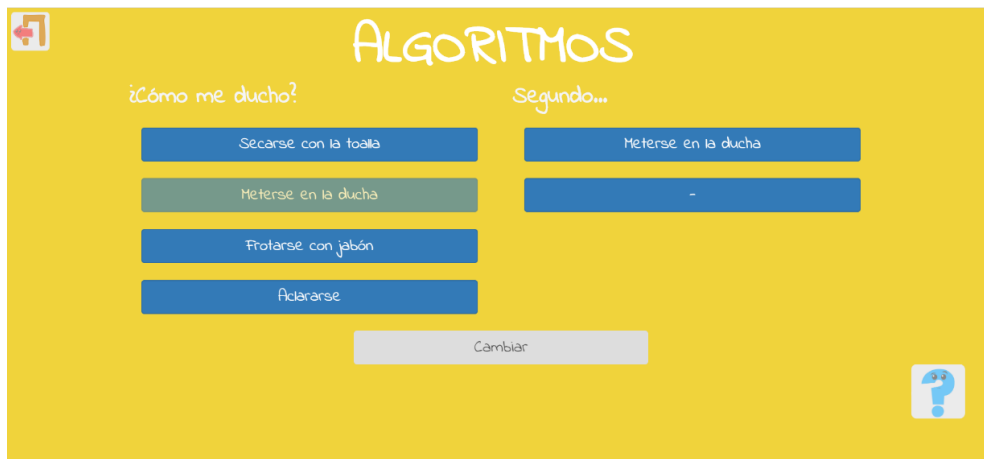 ALGORITMOS
¿Cómo me ducho?
Segundo...
Secarse con la toalla
Meterse en la ducha
Meterse en la ducha
-
Frotarse con jabón
Aclararse
Cambiar
?